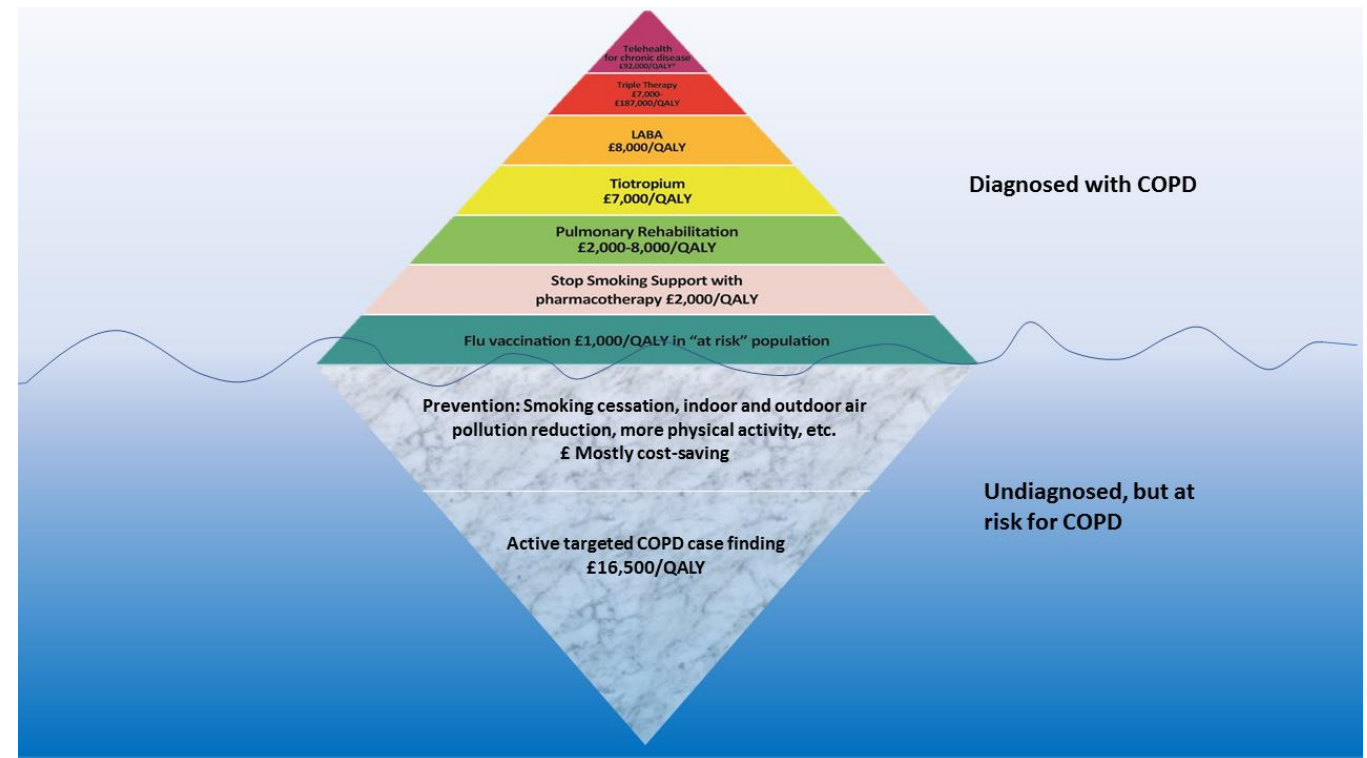 Telehealth
for chronic disease
£92,000/QALY*
Triple Therapy
£7,000-
£187,000/QALY
LABA
£8,000/QALY
Tiotropium
£7,000/QALY
Diagnosed with COPD
Pulmonary Rehabilitation
£2,000-8,000/QALY
Stop Smoking Support with
pharmacotherapy £2,000/QALY
Flu vaccination £1,000/QALY in “at risk” population
Prevention: Smoking cessation, indoor and outdoor air
pollution reduction, more physical activity, etc.
£ Mostly cost-saving
Undiagnosed, but at
risk for COPD
Active targeted COPD case finding
£16,500/QALY